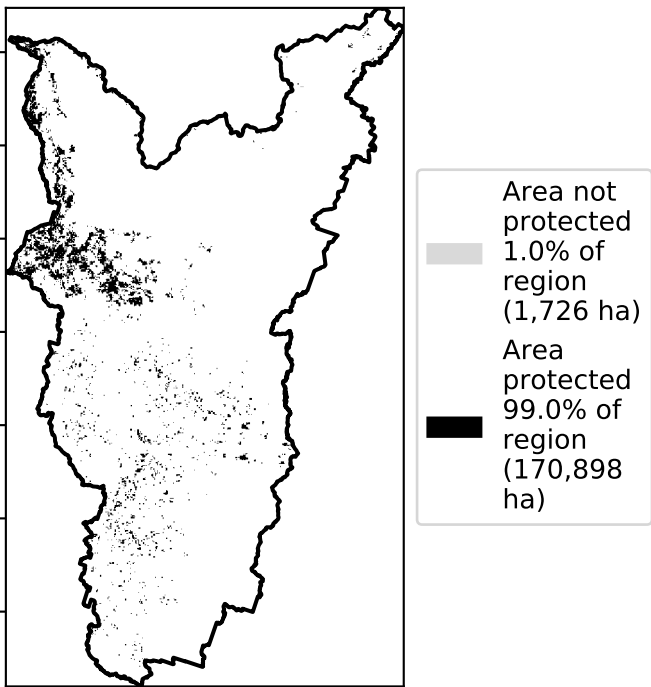 Area not
protected
1.0% of
region
(1,726 ha)
Area
protected
99.0% of
region
(170,898
ha)